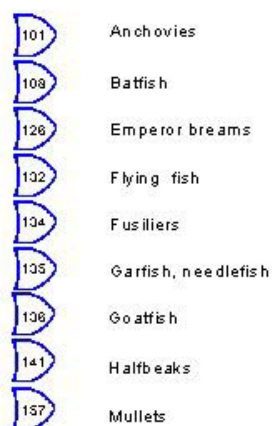 101 Anchovies
108 Batfish
126 Emperor breams
132 Flying fish
134 Fusiliers
135 Garfish, needlefish
136 Goatfish
141 Halfbeaks
157 Mullets